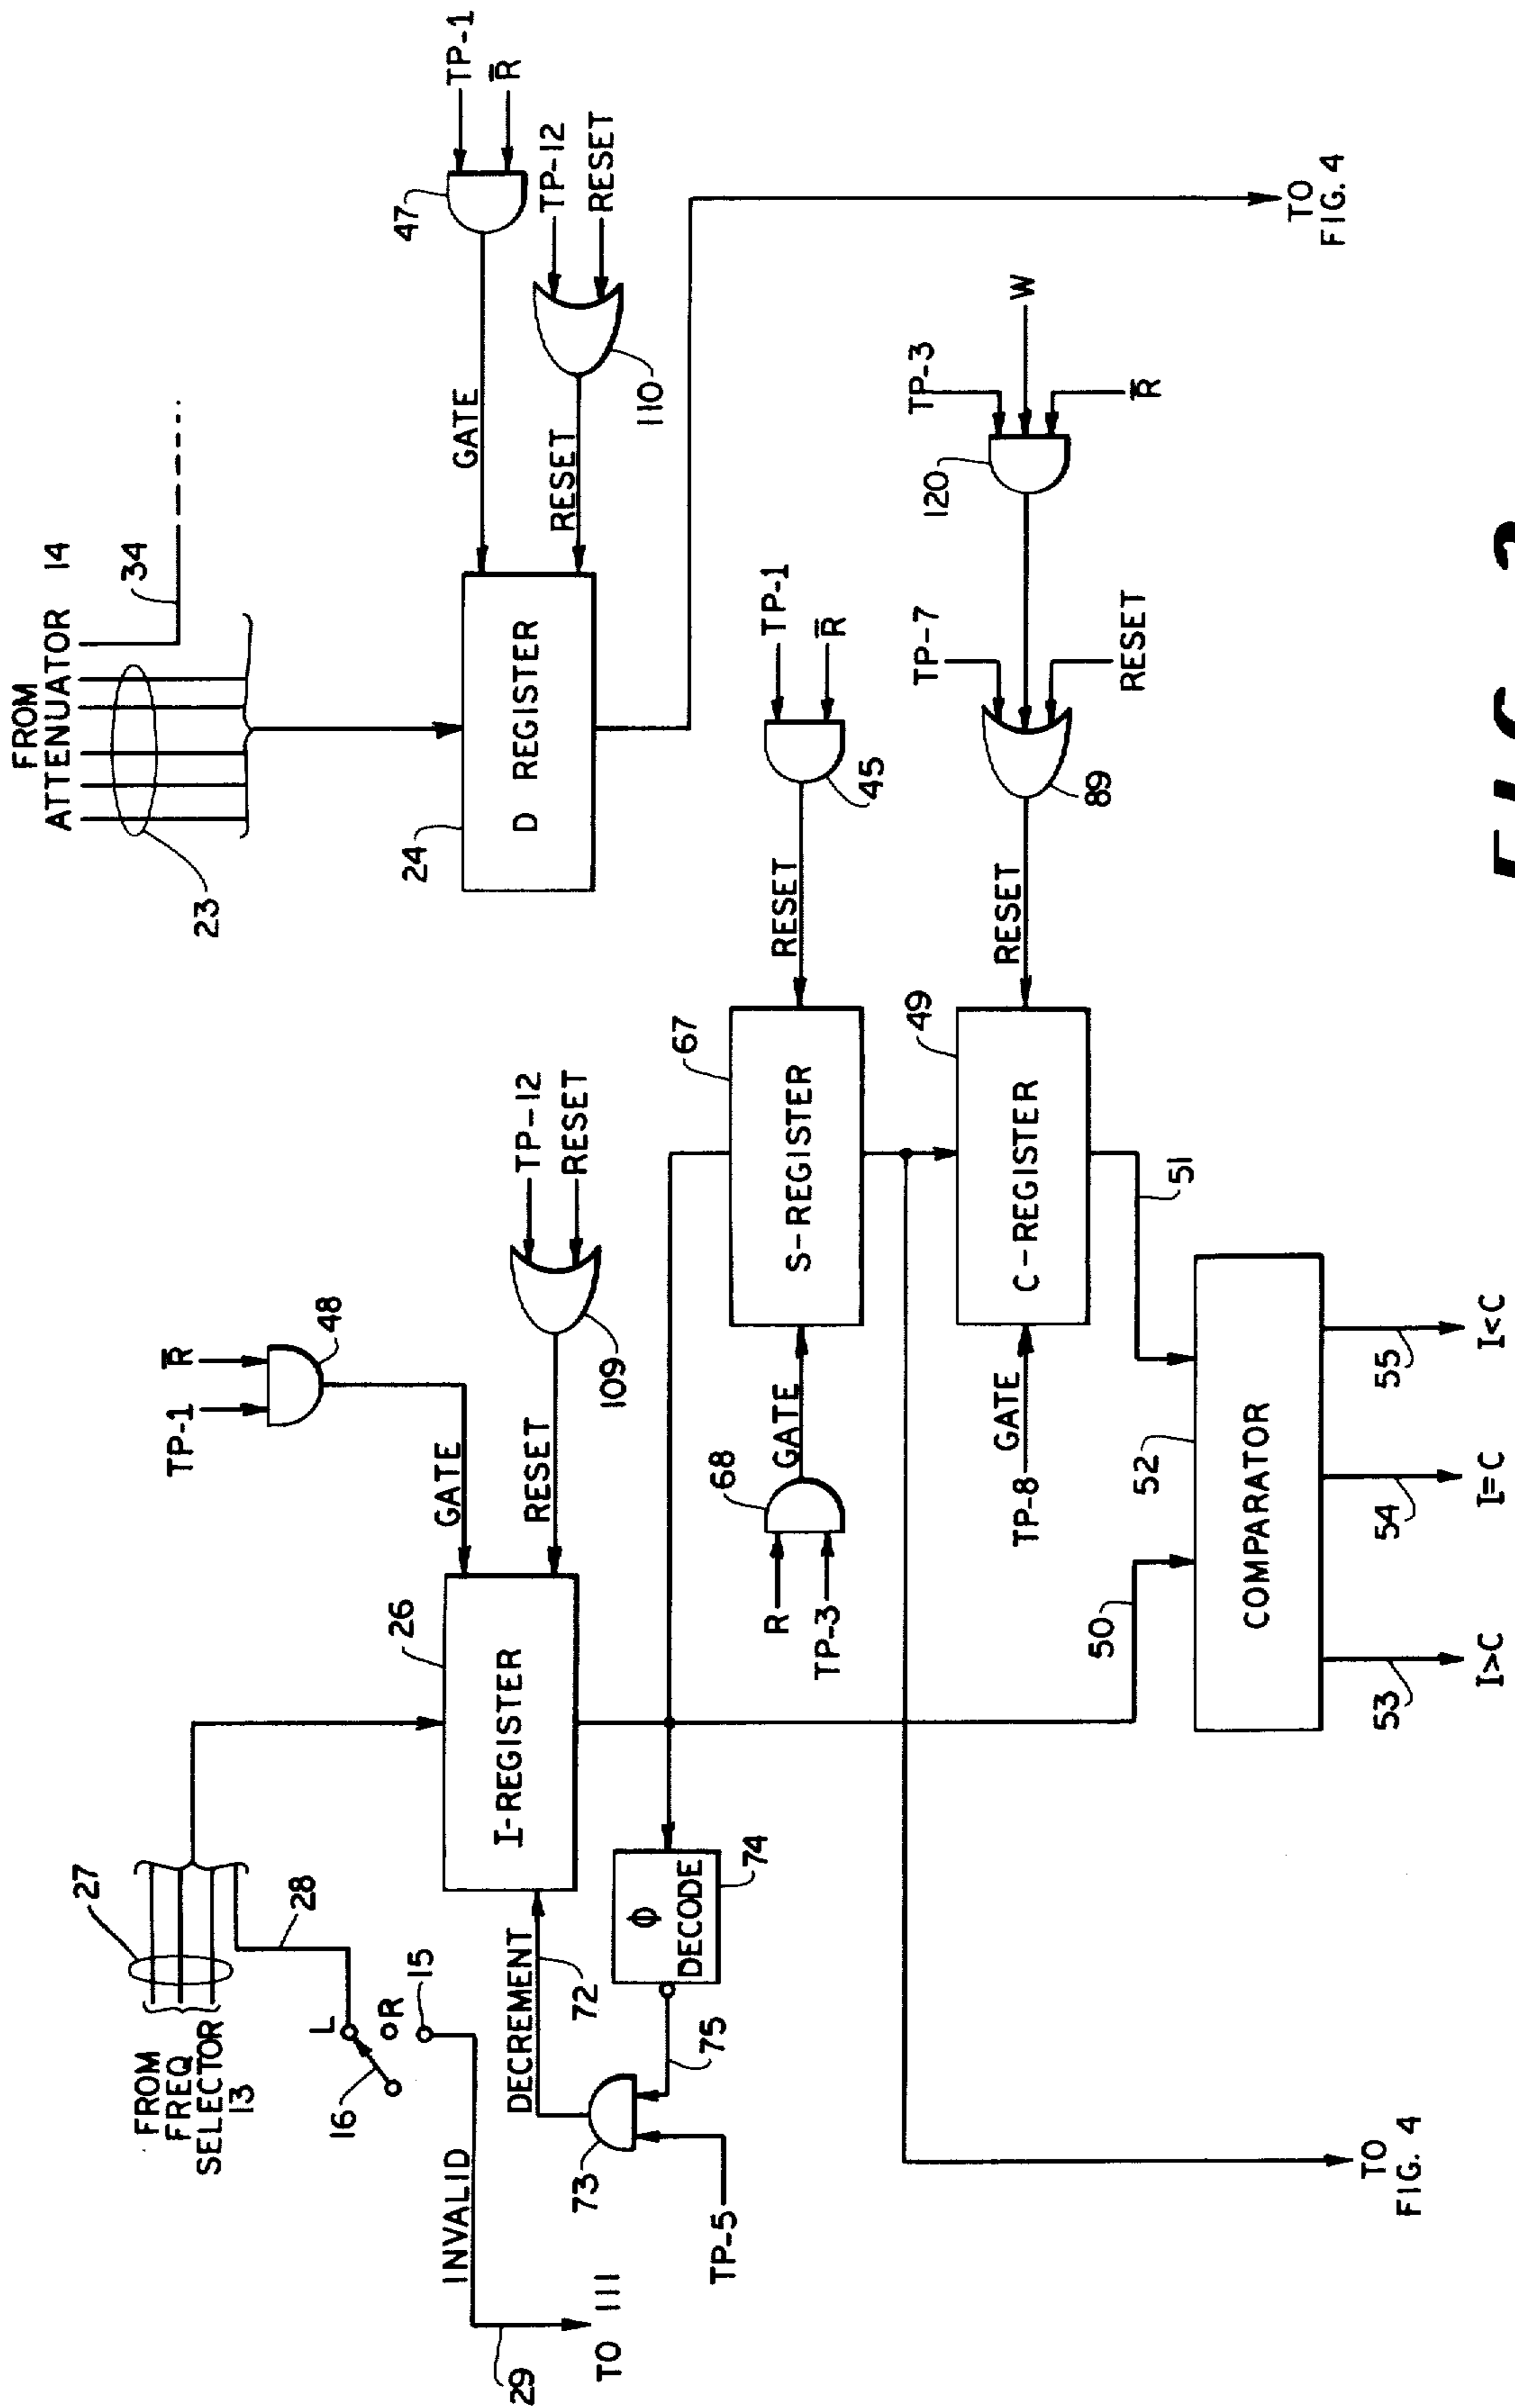 FROM
FREQ
SELECTOR
13
27
28
L
R
16
15
INVALID
29
TO 111
TP-1
R̅
48
GATE
26
I-REGISTER
RESET
109
TP-12
RESET
DECREMENT
72
73
TP-5
75
Φ
DECODE
74
FROM
ATTENUATOR 14
23
34
24
D REGISTER
GATE
RESET
47
TP-1
R̅
110
TP-12
RESET
TO
FIG. 4
R
TP-3
68
GATE
67
S-REGISTER
RESET
45
TP-1
R̅
TP-8
GATE
49
C-REGISTER
RESET
89
TP-7
RESET
120
TP-3
W
R̅
50
51
52
COMPARATOR
53
54
55
I>C
I=C
I<C
TO
FIG. 4